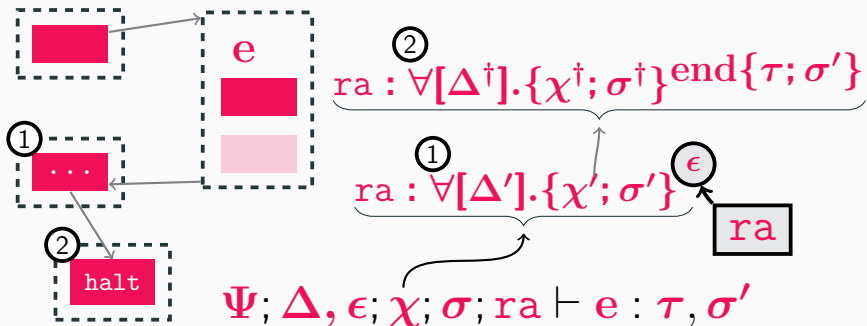 e
②
ra : ∀[Δ†].{χ†; σ†}^end{τ; σ′}
①
...
①
ra : ∀[Δ′].{χ′; σ′}^ϵ
ra
②
halt
Ψ; Δ, ϵ; χ; σ; ra ⊢ e : τ, σ′